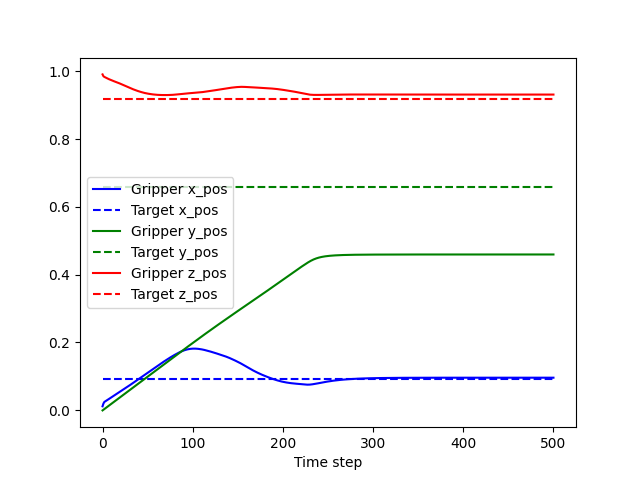 1.0
0.8
0.6
0.4
0.2
0.0
Gripper x_pos
Target x_pos
Gripper y_pos
Target y_pos
Gripper z_pos
Target z_pos
0 100 200 300 400 500
Time step